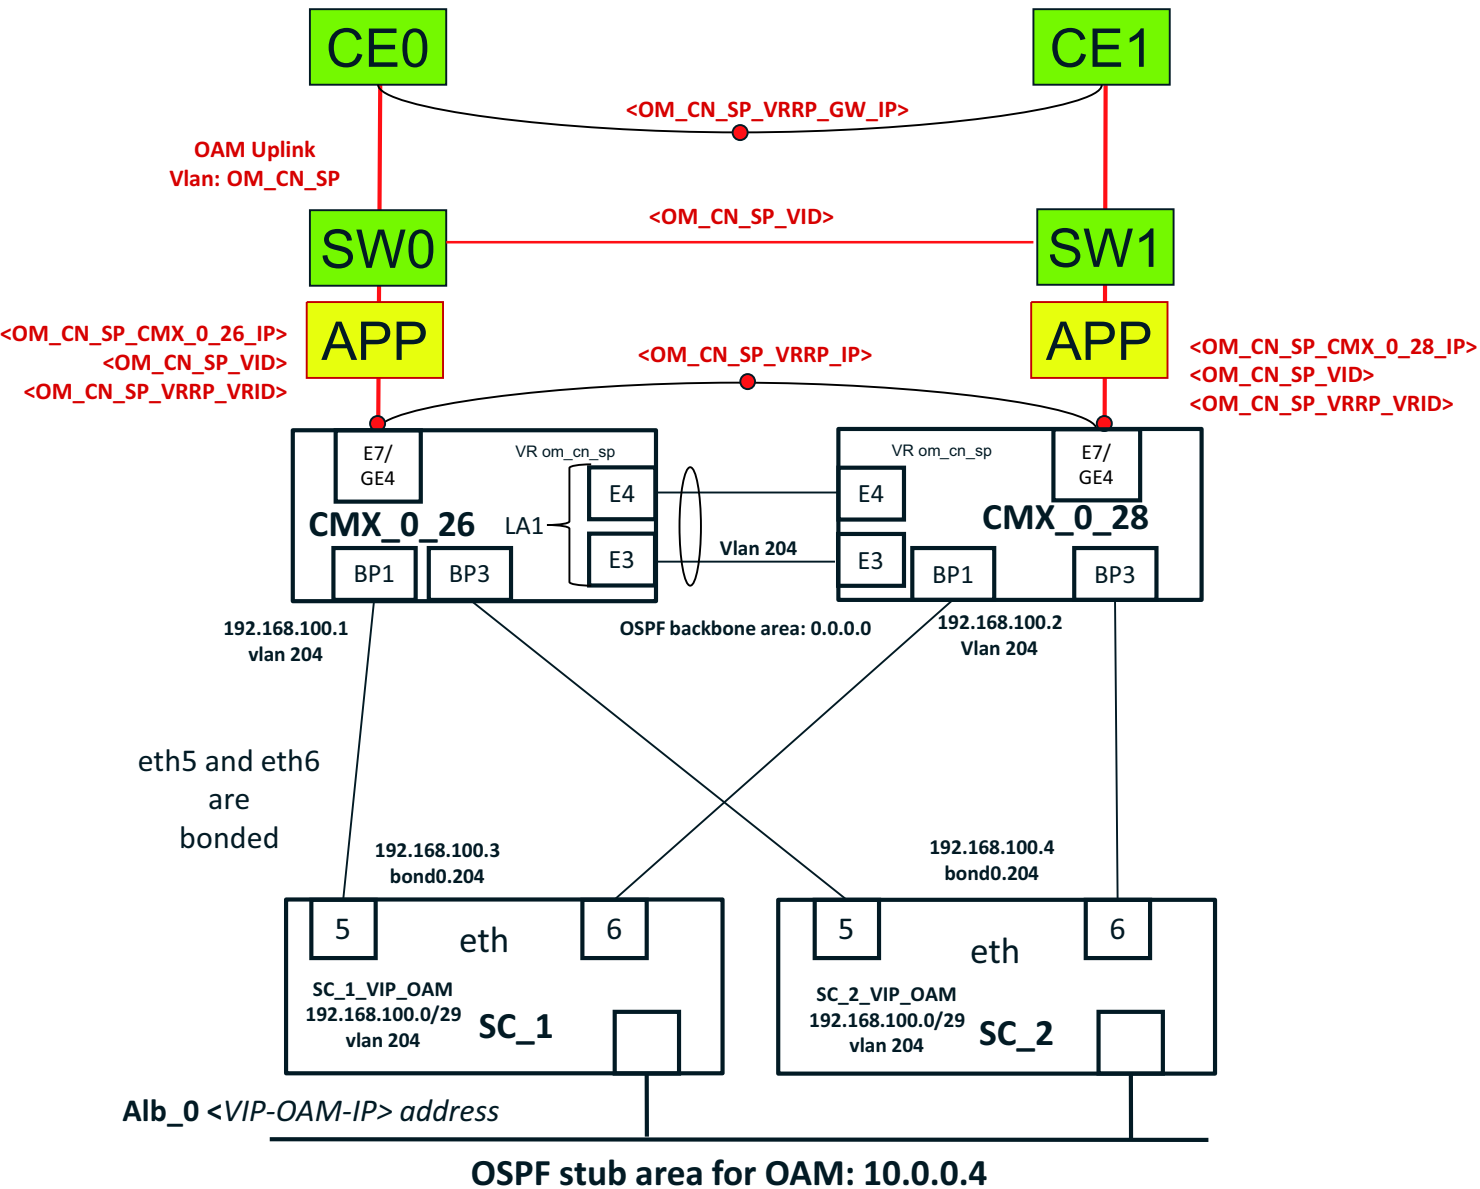 CE0
CE1
<OM_CN_SP_VRRP_GW_IP>
OAM Uplink
Vlan: OM_CN_SP
<OM_CN_SP_VID>
SW0
SW1
APP
APP
<OM_CN_SP_CMX_0_26_IP>
<OM_CN_SP_VID>
<OM_CN_SP_VRRP_VRID>
<OM_CN_SP_VRRP_IP>
<OM_CN_SP_CMX_0_28_IP>
<OM_CN_SP_VID>
<OM_CN_SP_VRRP_VRID>
E7/
GE4
VR om_cn_sp
E4
LA1
E3
CMX_0_26
BP1
BP3
Vlan 204
VR om_cn_sp
E7/
GE4
E4
CMX_0_28
E3
BP1
BP3
192.168.100.1
vlan 204
OSPF backbone area: 0.0.0.0
192.168.100.2
Vlan 204
eth5 and eth6
are
bonded
192.168.100.3
bond0.204
192.168.100.4
bond0.204
5
eth
6
SC_1_VIP_OAM
192.168.100.0/29
vlan 204
SC_1
5
eth
6
SC_2_VIP_OAM
192.168.100.0/29
vlan 204
SC_2
Alb_0 <VIP-OAM-IP> address
OSPF stub area for OAM: 10.0.0.4